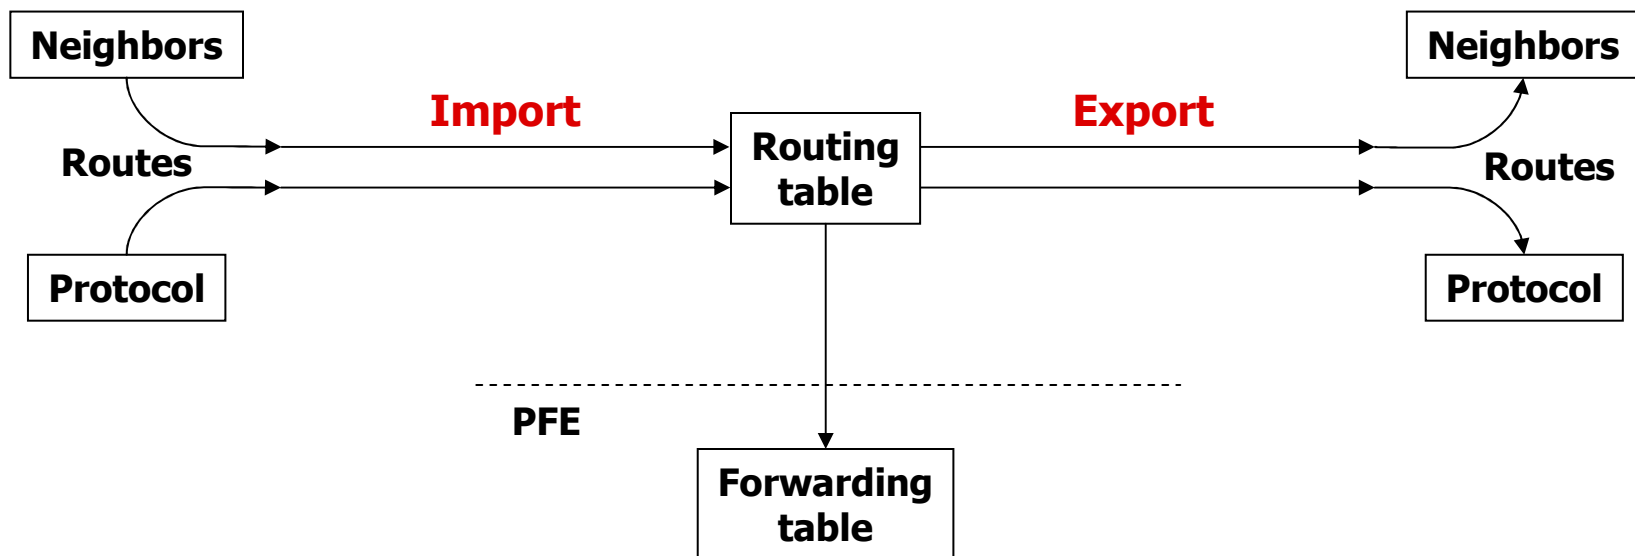 Neighbors
Neighbors
Import
Export
Routing
table
Routes
Routes
Protocol
Protocol
PFE
Forwarding
table